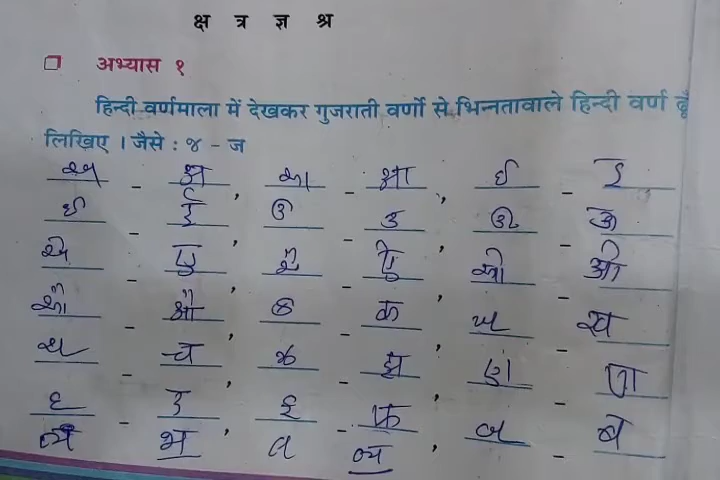 क्ष त्र ज्ञ श्र
अभ्यास १
हिन्दी वर्णमाला में देखकर गुजराती वर्णों से भिन्नतावाले हिन्दी वर्ण ढूँ
लिखिए । जैसे : જ - ज
અ - अ, આ - आ, ઇ - इ
ઈ - ई, ઉ - उ, ઊ - ऊ
એ - ए, ઐ - ऐ, ઓ - ओ
ઔ - औ, ક - क, ખ - ख
ચ - च, ઝ - झ, ણ - ण
દ - द, ફ - फ, બ - ब
ભ - भ, લ